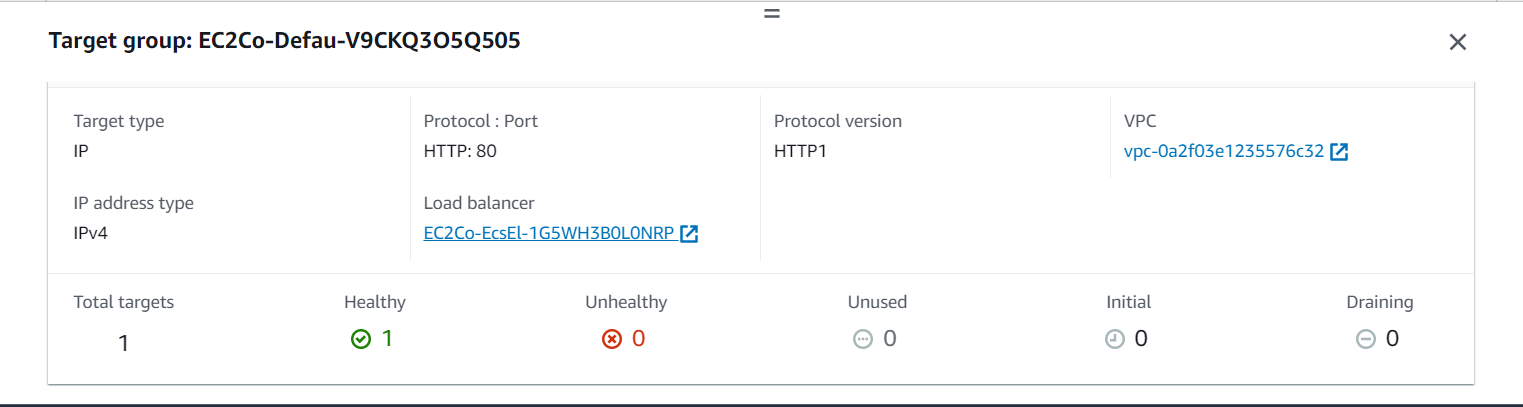 Target group: EC2Co-Defau-V9CKQ3O5Q505
Target type
IP
Protocol : Port
HTTP: 80
Protocol version
HTTP1
VPC
vpc-0a2f03e1235576c32
IP address type
IPv4
Load balancer
EC2Co-EcsEl-1G5WH3B0L0NRP
Total targets
1
Healthy
1
Unhealthy
0
Unused
0
Initial
0
Draining
0